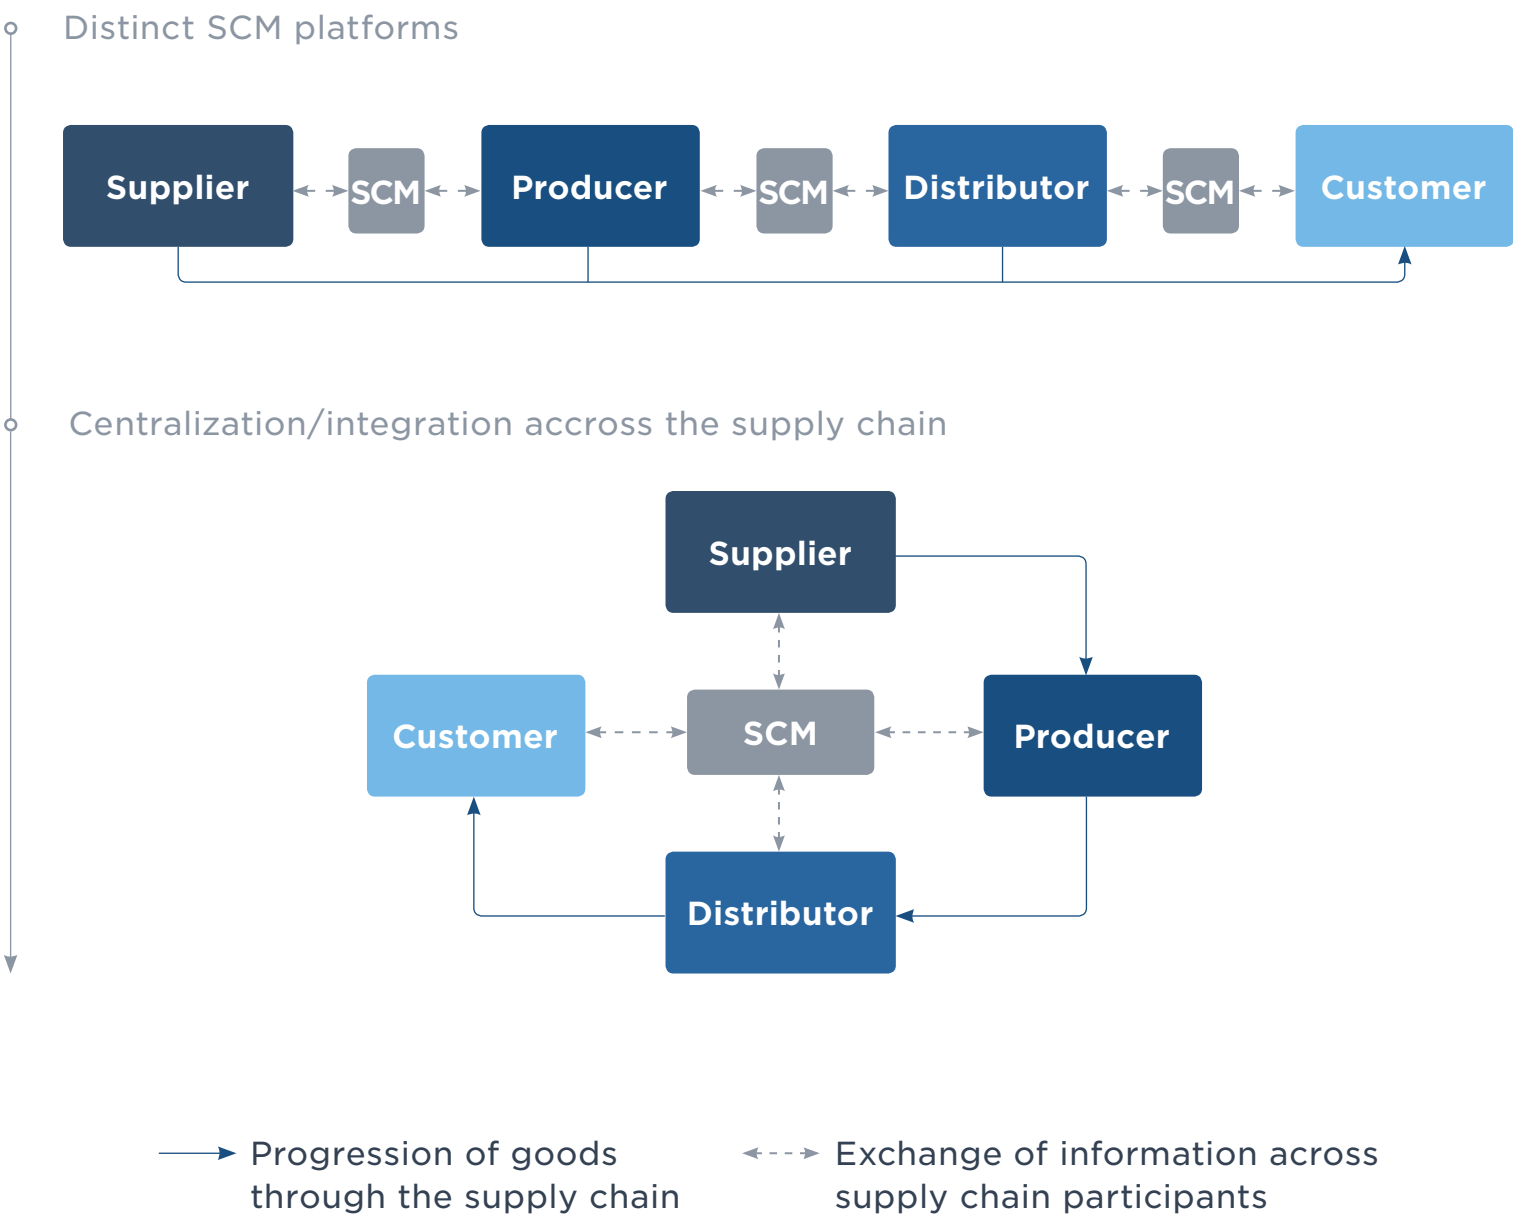 Distinct SCM platforms
Supplier
SCM
Producer
SCM
Distributor
SCM
Customer
Centralization/integration accross the supply chain
Supplier
Customer
SCM
Producer
Distributor
Progression of goods
through the supply chain
Exchange of information across
supply chain participants